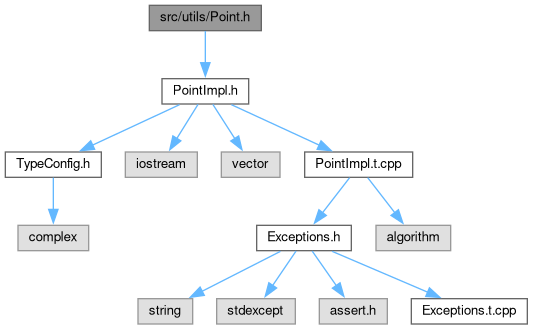 src/utils/Point.h
PointImpl.h
TypeConfig.h
iostream
vector
PointImpl.t.cpp
complex
Exceptions.h
algorithm
string
stdexcept
assert.h
Exceptions.t.cpp